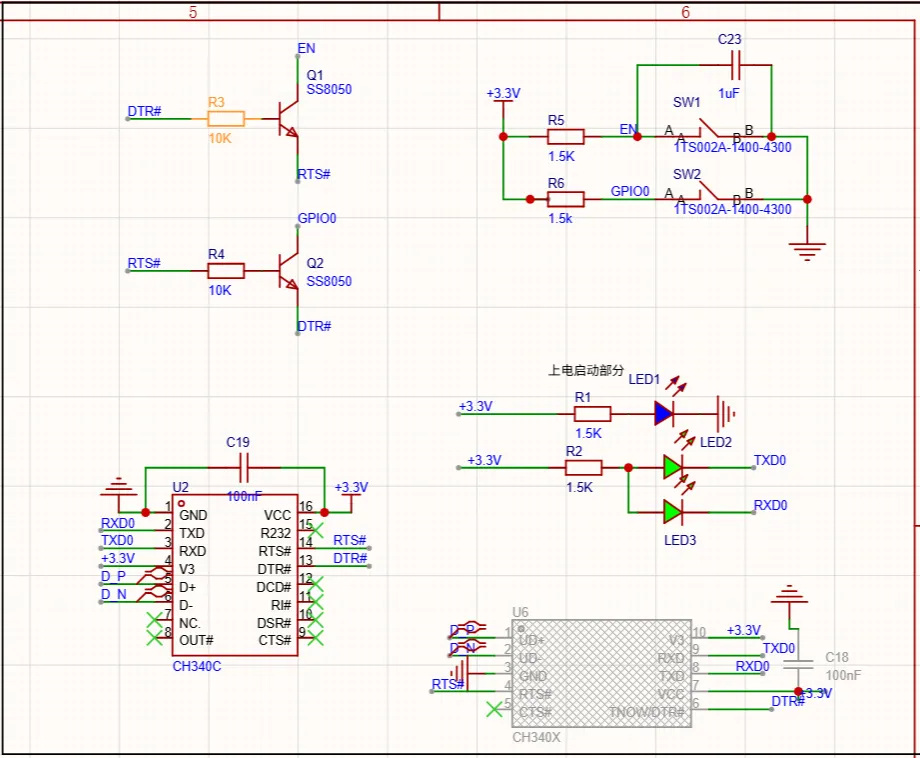 5
6
EN
Q1
SS8050
DTR#
R3
10K
RTS#
GPIO0
RTS#
R4
10K
Q2
SS8050
DTR#
C23
1uF
+3.3V
SW1
R5
EN
A
A
B
B
1.5K
1TS002A-1400-4300
SW2
R6
GPIO0
A
A
B
B
1.5k
1TS002A-1400-4300
上电启动部分
LED1
+3.3V
R1
1.5K
LED2
+3.3V
R2
TXD0
1.5K
RXD0
LED3
C19
100nF
U2
+3.3V
1
GND
VCC
16
RXD0
2
TXD
R232
15
TXD0
3
RXD
RTS#
14
RTS#
+3.3V
4
V3
DTR#
13
DTR#
D_P
5
D+
DCD#
12
D_N
6
D-
RI#
11
7
NC.
DSR#
10
8
OUT#
CTS#
9
CH340C
U6
D_P
1
UD+
V3
10
+3.3V
D_N
2
UD-
RXD
9
TXD0
3
GND
TXD
8
RXD0
RTS#
4
RTS#
VCC
7
+3.3V
5
CTS#
TNOW/DTR#
6
DTR#
CH340X
C18
100nF